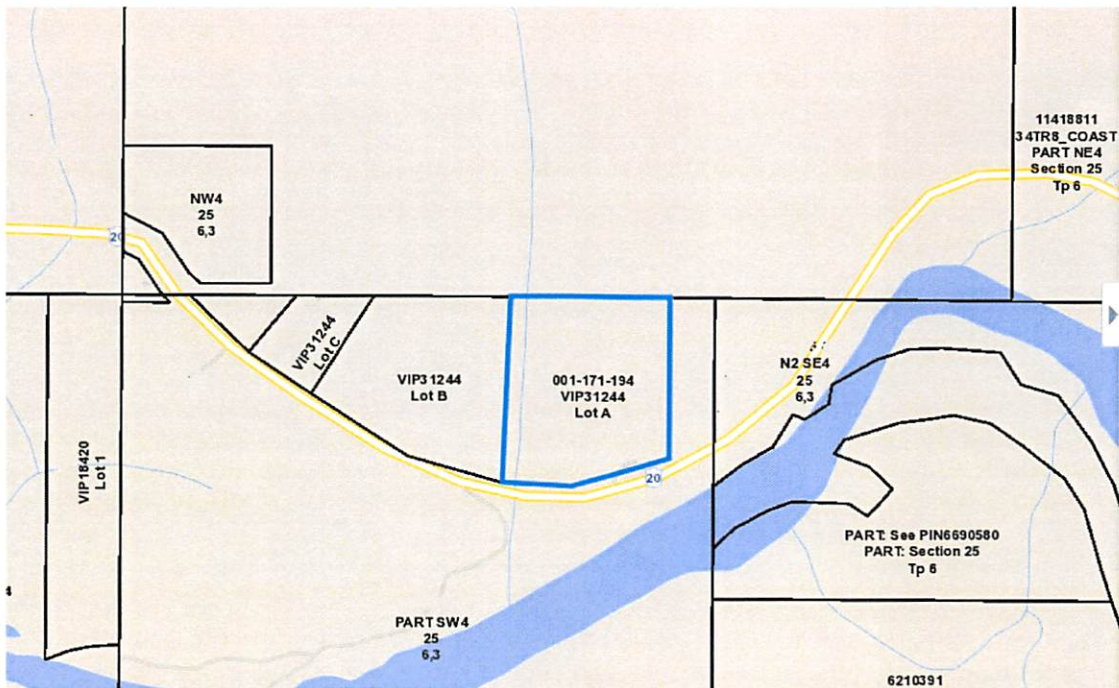 11418811
34TR8_COAST
PART NE4
Section 25
Tp 6
NW4
25
6,3
20
VIP31244
Lot C
VIP31244
Lot B
001-171-194
VIP31244
Lot A
N2 SE4
25
6,3
VIP18420
Lot 1
20
PART: See PIN6690580
PART: Section 25
Tp 6
4
PART SW4
25
6,3
6210391